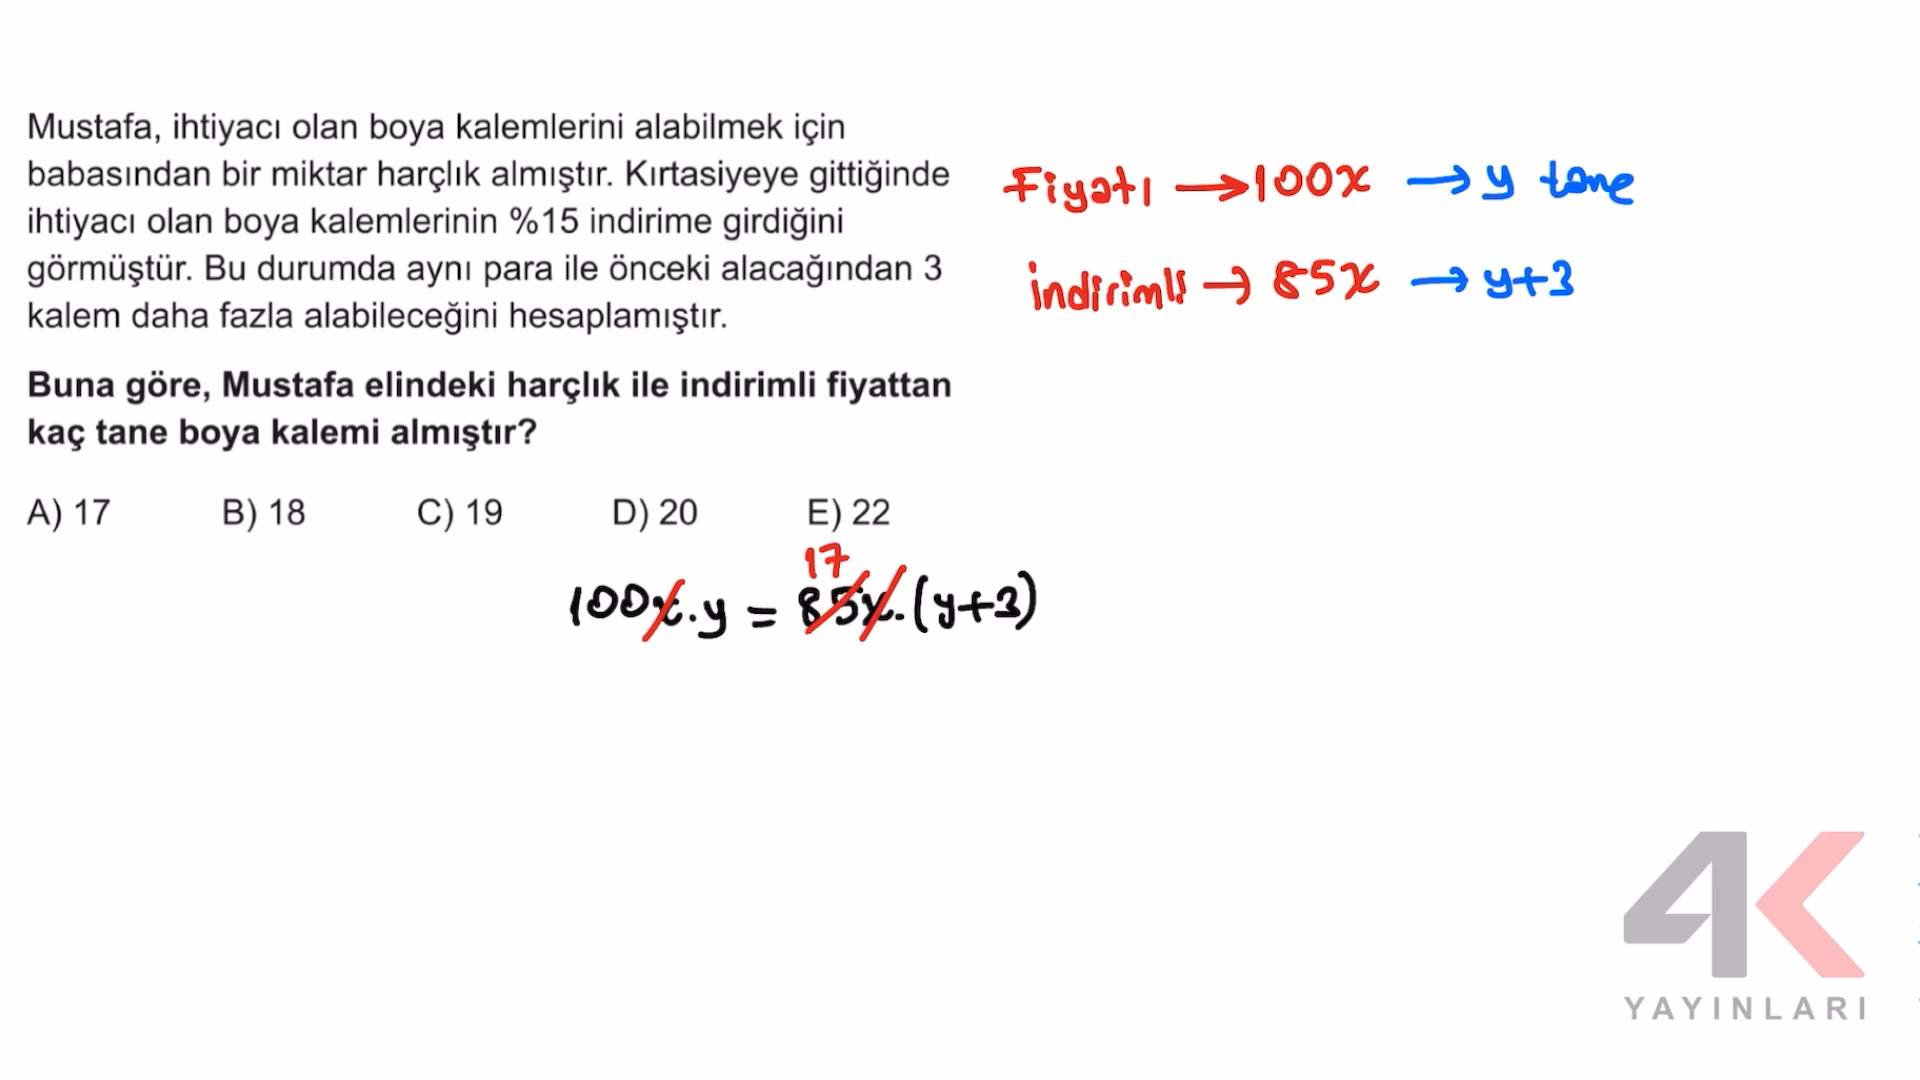 Mustafa, ihtiyacı olan boya kalemlerini alabilmek için
babasından bir miktar harçlık almıştır. Kırtasiyeye gittiğinde
ihtiyacı olan boya kalemlerinin %15 indirime girdiğini
görmüştür. Bu durumda aynı para ile önceki alacağından 3
kalem daha fazla alabileceğini hesaplamıştır.
Buna göre, Mustafa elindeki harçlık ile indirimli fiyattan
kaç tane boya kalemi almıştır?
A) 17 B) 18 C) 19 D) 20 E) 22
Fiyatı → 100x → y tane
İndirimli → 85x → y+3
17
100x.y = 85x.(y+3)
4K
YAYINLARI